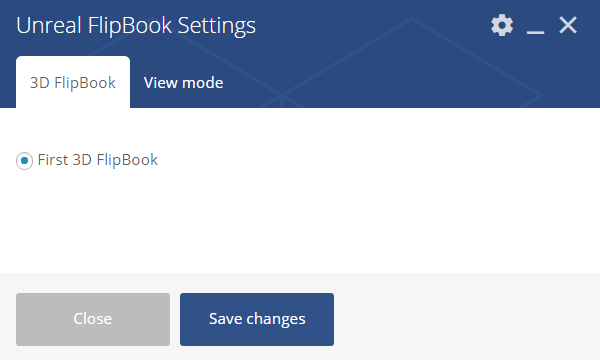 Unreal FlipBook Settings
3D FlipBook View mode
First 3D FlipBook
Close Save changes